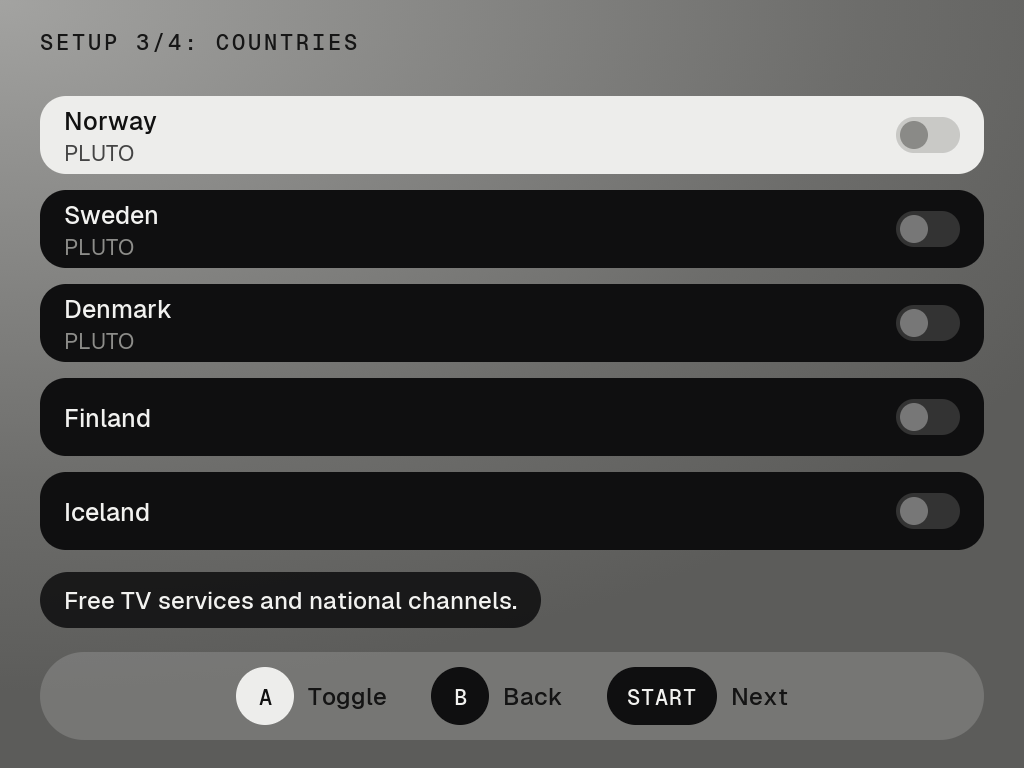 SETUP 3/4: COUNTRIES
Norway
PLUTO
Sweden
PLUTO
Denmark
PLUTO
Finland
Iceland
Free TV services and national channels.
A Toggle B Back START Next